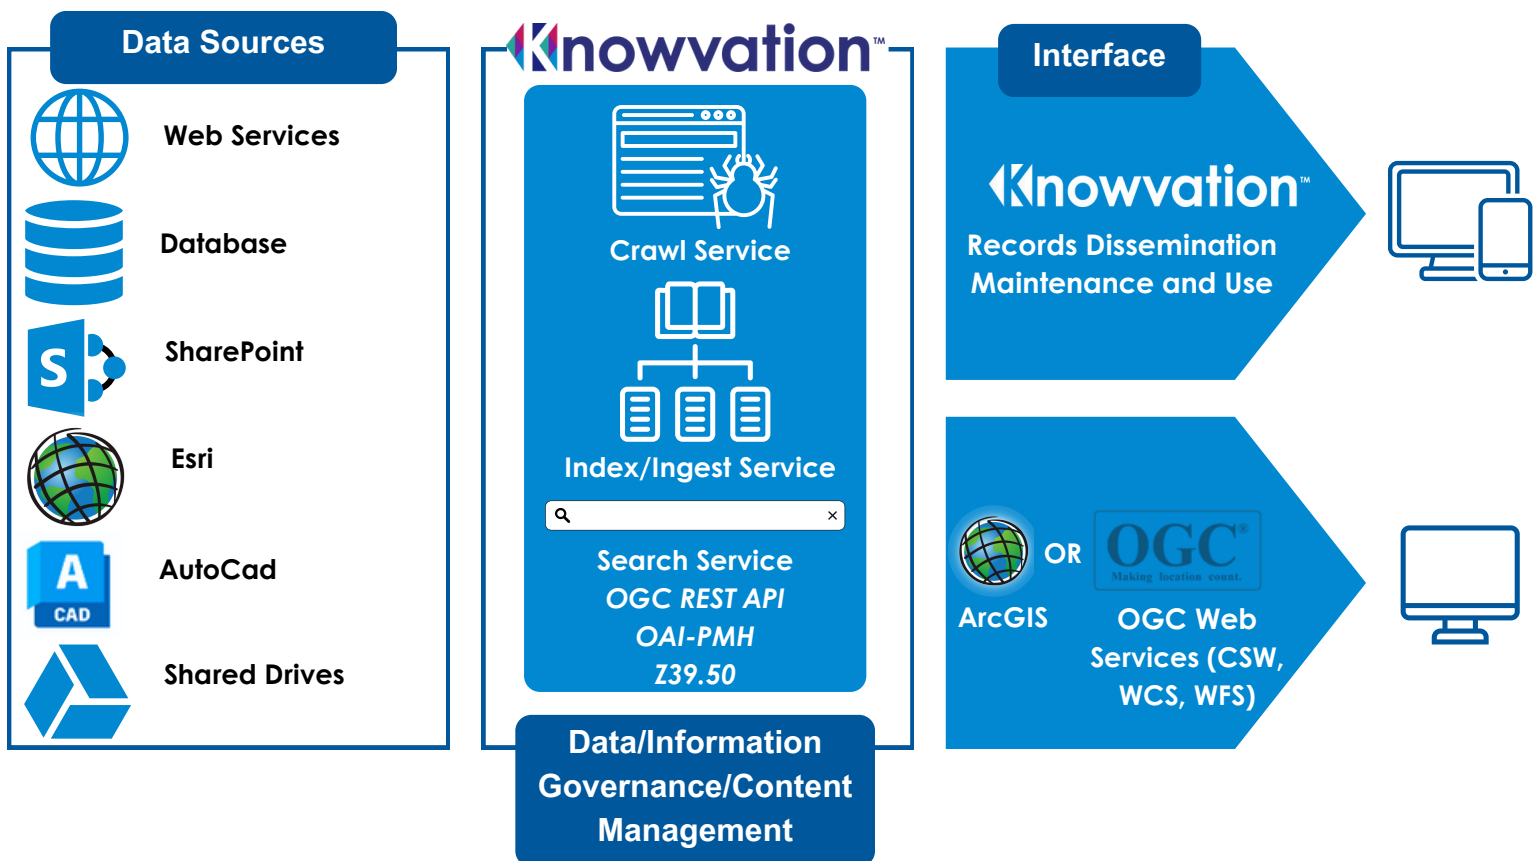 Data Sources
Web Services
Database
S
SharePoint
Esri
A
CAD
AutoCad
Shared Drives
Knowvation™
Crawl Service
Index/Ingest Service
Search Service
OGC REST API
OAI-PMH
Z39.50
Data/Information
Governance/Content
Management
Interface
Knowvation™
Records Dissemination
Maintenance and Use
ArcGIS
OR
OGC®
Making location count.
OGC Web
Services (CSW,
WCS, WFS)